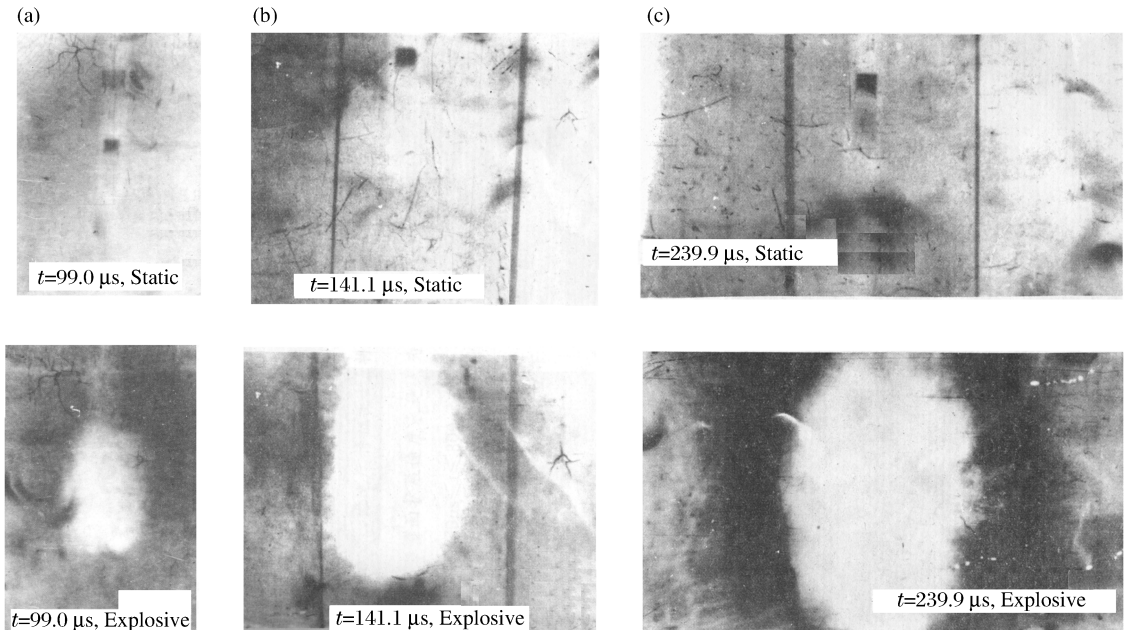 (a)
(b)
(c)
t=99.0 μs, Static
t=141.1 μs, Static
t=239.9 μs, Static
t=99.0 μs, Explosive
t=141.1 μs, Explosive
t=239.9 μs, Explosive